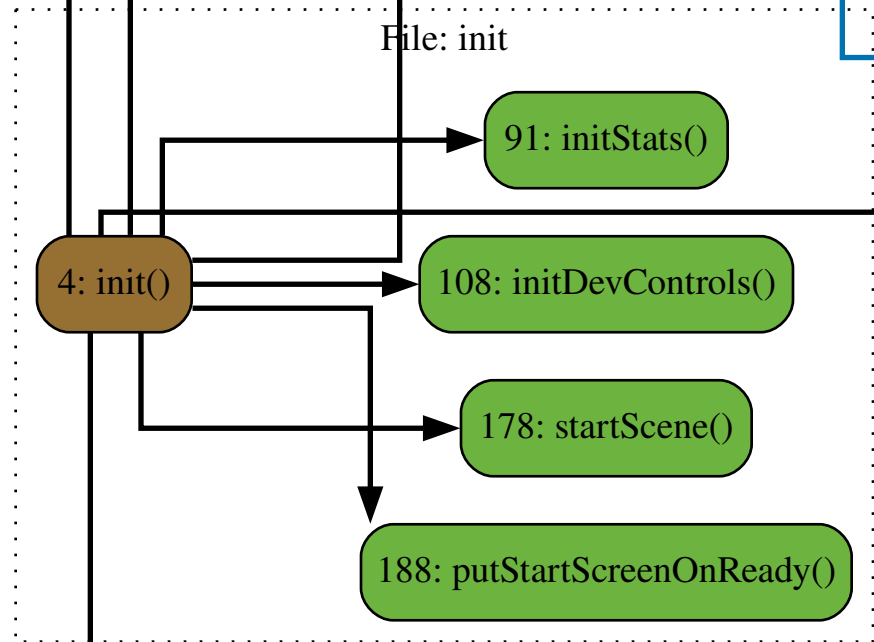 File: init
91: initStats()
4: init()
108: initDevControls()
178: startScene()
188: putStartScreenOnReady()